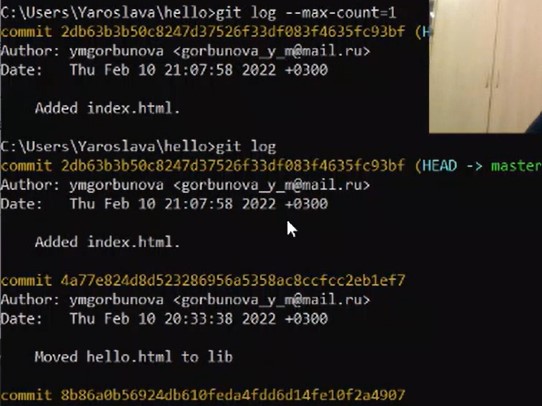 C:\Users\Yaroslava\hello>git log --max-count=1
commit 2db63b3b50c8247d37526f33df083f4635fc93bf (H
Author: ymgorbunova <gorbunova_y_m@mail.ru>
Date: Thu Feb 10 21:07:58 2022 +0300
Added index.html.
C:\Users\Yaroslava\hello>git log
commit 2db63b3b50c8247d37526f33df083f4635fc93bf (HEAD -> master
Author: ymgorbunova <gorbunova_y_m@mail.ru>
Date: Thu Feb 10 21:07:58 2022 +0300
Added index.html.
commit 4a77e824d8d523286956a5358ac8ccfcc2eb1ef7
Author: ymgorbunova <gorbunova_y_m@mail.ru>
Date: Thu Feb 10 20:33:38 2022 +0300
Moved hello.html to lib
commit 8b86a0b56924db610feda4fdd6d14fe10f2a4907